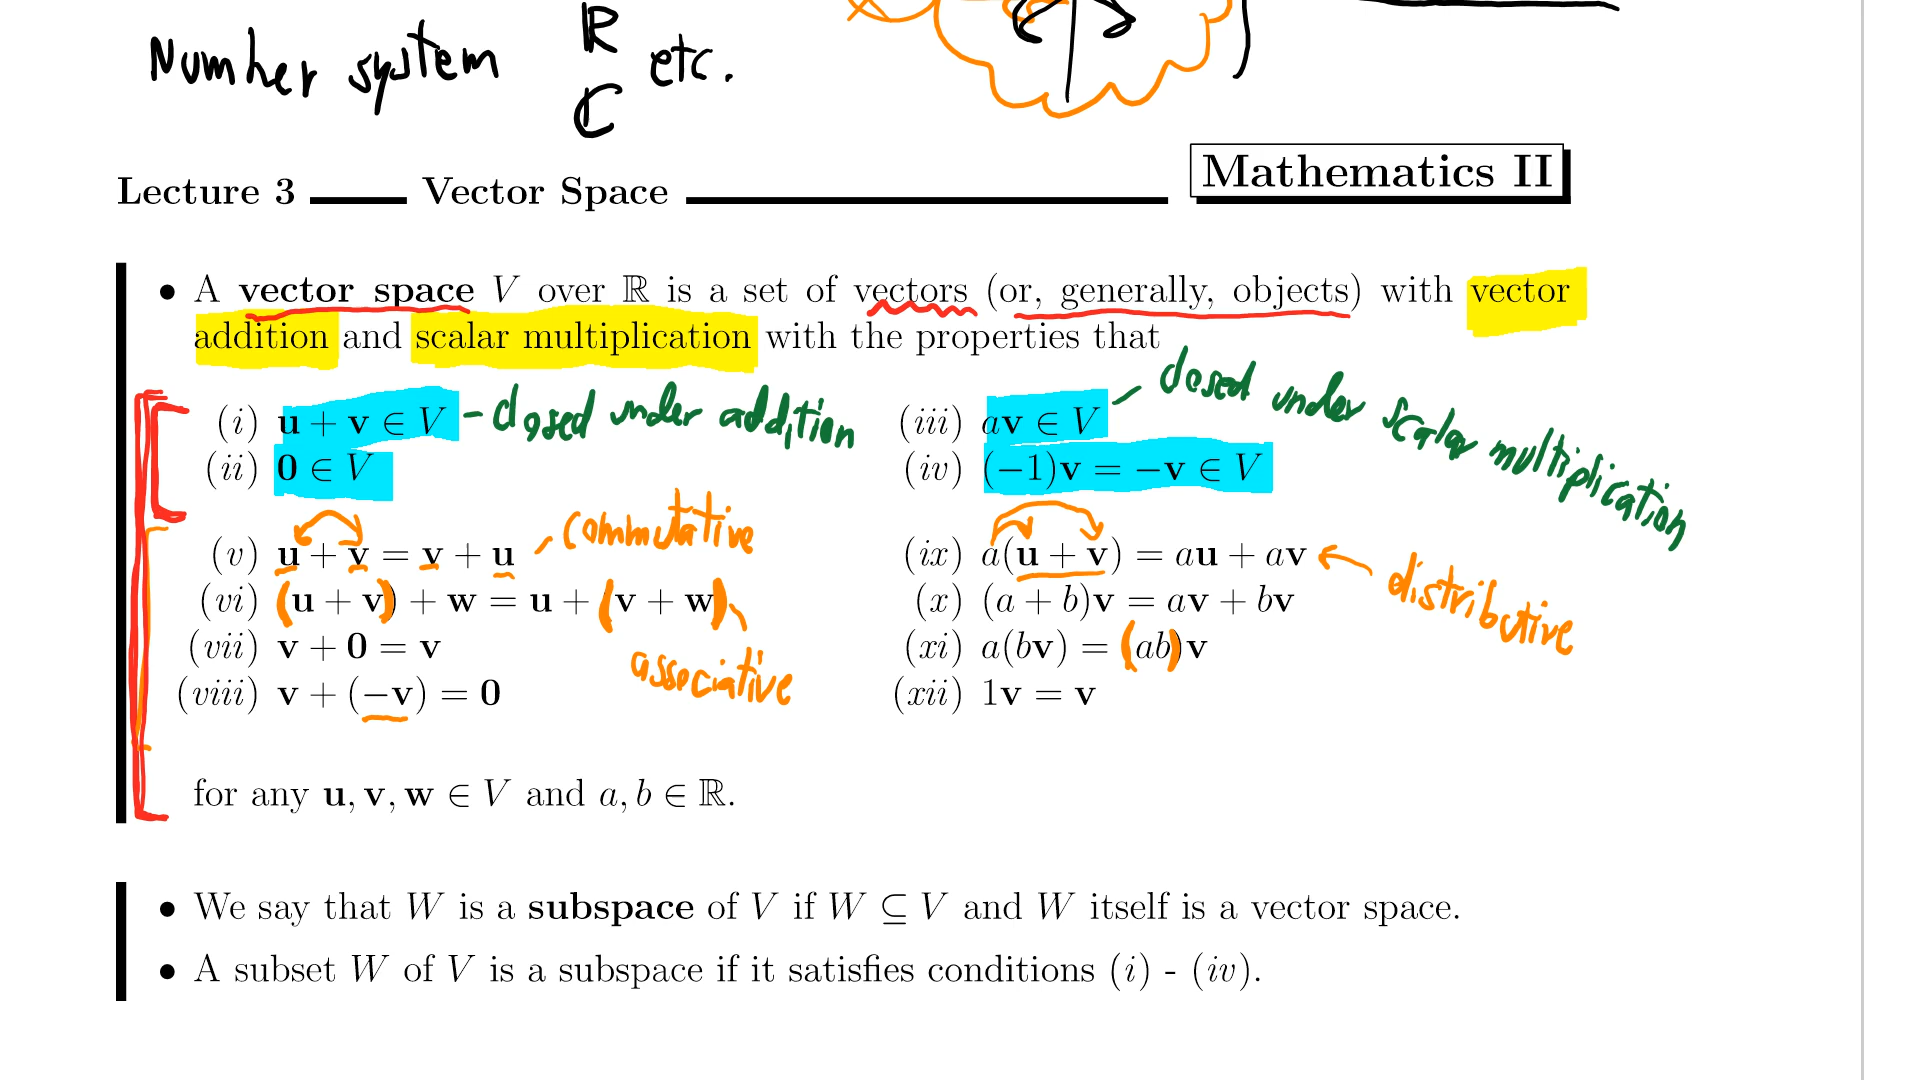 Number system ℝ etc.
ℂ
Lecture 3 Vector Space Mathematics II
• A vector space V over ℝ is a set of vectors (or, generally, objects) with vector
addition and scalar multiplication with the properties that
(i) u + v ∈ V - closed under addition
(ii) 0 ∈ V
(iii) av ∈ V - closed under scalar multiplication
(iv) (−1)v = −v ∈ V
(v) u + v = v + u commutative
(vi) (u + v) + w = u + (v + w) associative
(vii) v + 0 = v
(viii) v + (−v) = 0
(ix) a(u + v) = au + av ← distributive
(x) (a + b)v = av + bv
(xi) a(bv) = (ab)v
(xii) 1v = v
for any u, v, w ∈ V and a, b ∈ ℝ.
• We say that W is a subspace of V if W ⊆ V and W itself is a vector space.
• A subset W of V is a subspace if it satisfies conditions (i) - (iv).